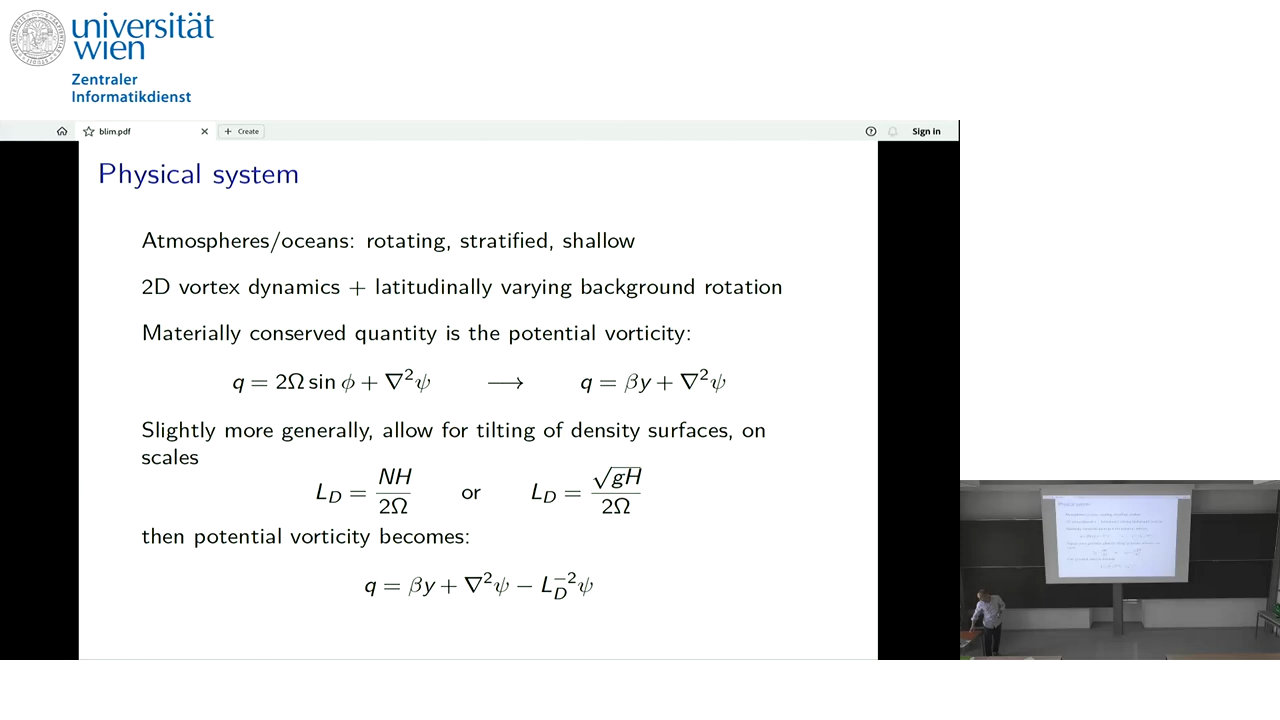 universität
wien
Zentraler
Informatikdienst
blim.pdf
Create
Sign in
Physical system
Atmospheres/oceans: rotating, stratified, shallow
2D vortex dynamics + latitudinally varying background rotation
Materially conserved quantity is the potential vorticity:
q = 2Ω sin ϕ + ∇²ψ ⟶ q = βy + ∇²ψ
Slightly more generally, allow for tilting of density surfaces, on
scales
L_D = NH/2Ω or L_D = √gH/2Ω
then potential vorticity becomes:
q = βy + ∇²ψ − L_D⁻²ψ
Physical system